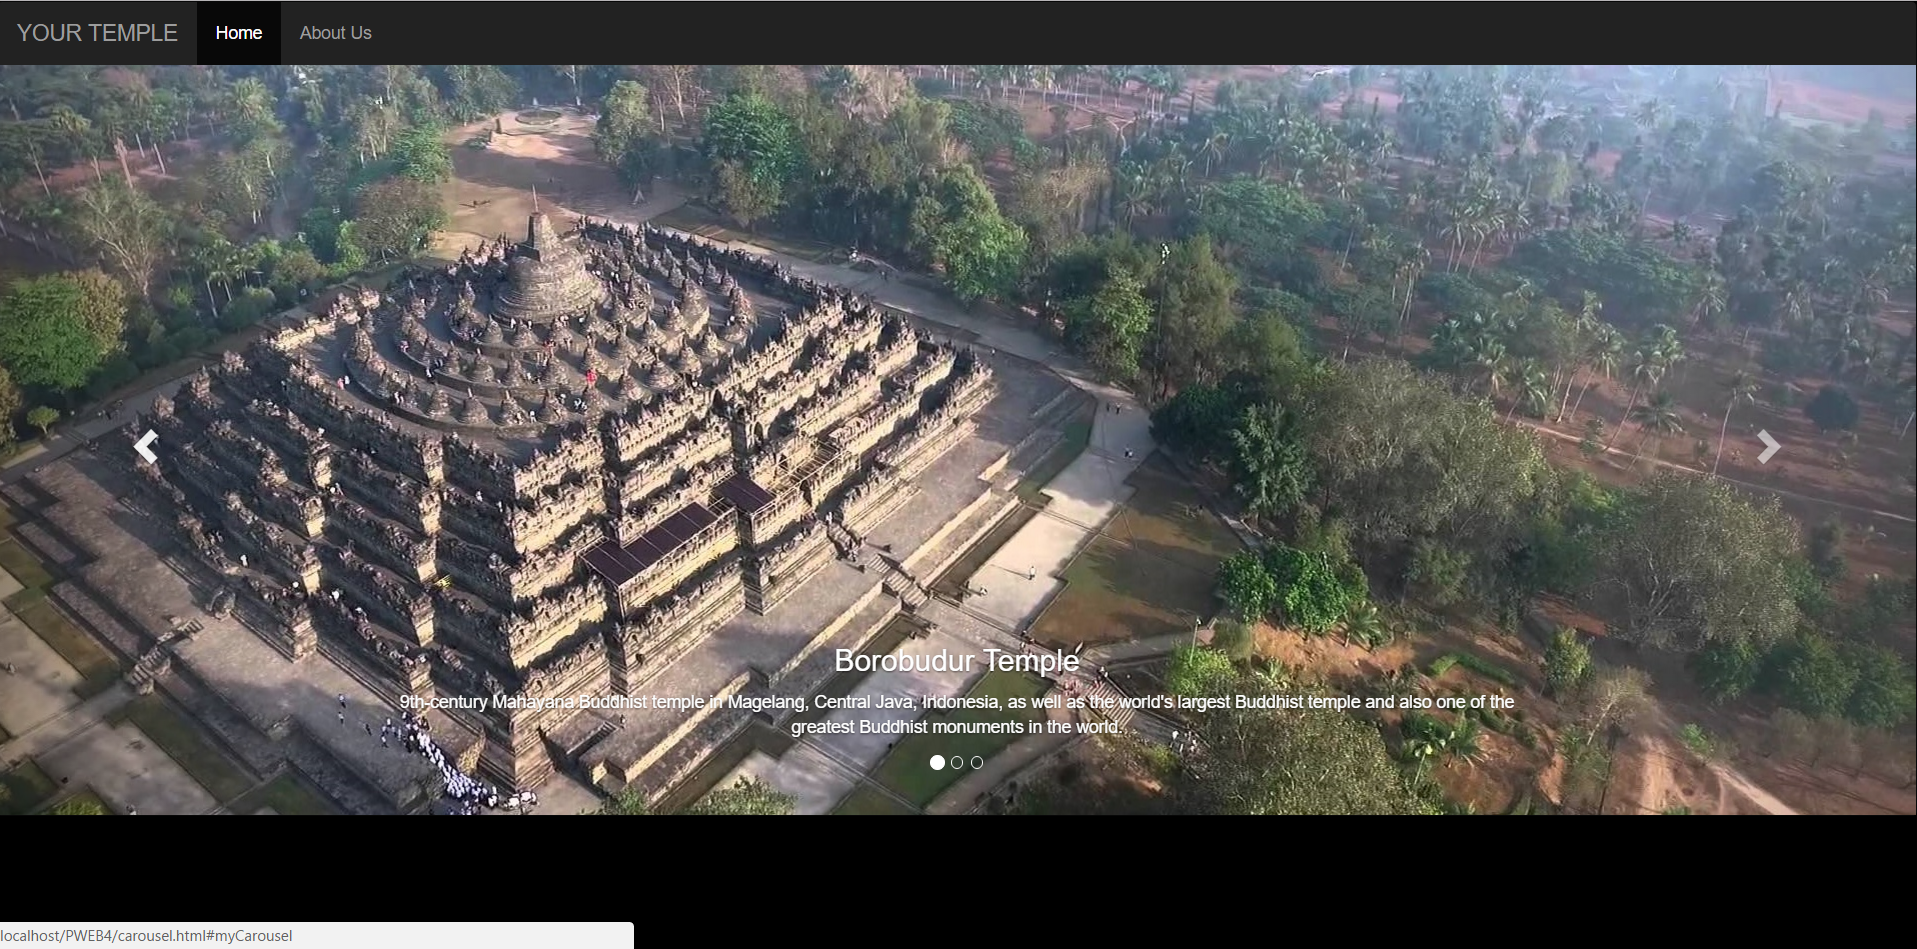 YOUR TEMPLE Home About Us
Borobudur Temple
9th-century Mahayana Buddhist temple in Magelang, Central Java, Indonesia, as well as the world's largest Buddhist temple and also one of the
greatest Buddhist monuments in the world.
localhost/PWEB4/carousel.html#myCarousel